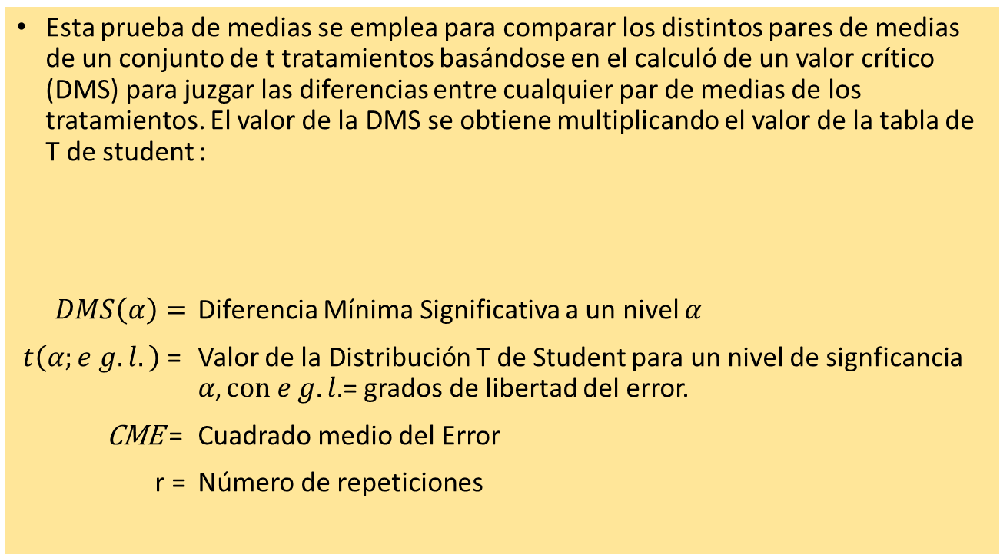 • Esta prueba de medias se emplea para comparar los distintos pares de medias
de un conjunto de t tratamientos basándose en el calculó de un valor crítico
(DMS) para juzgar las diferencias entre cualquier par de medias de los
tratamientos. El valor de la DMS se obtiene multiplicando el valor de la tabla de
T de student :
DMS(α) = Diferencia Mínima Significativa a un nivel α
t(α; e g. l. ) = Valor de la Distribución T de Student para un nivel de signficancia
α, con e g. l.= grados de libertad del error.
CME= Cuadrado medio del Error
r = Número de repeticiones